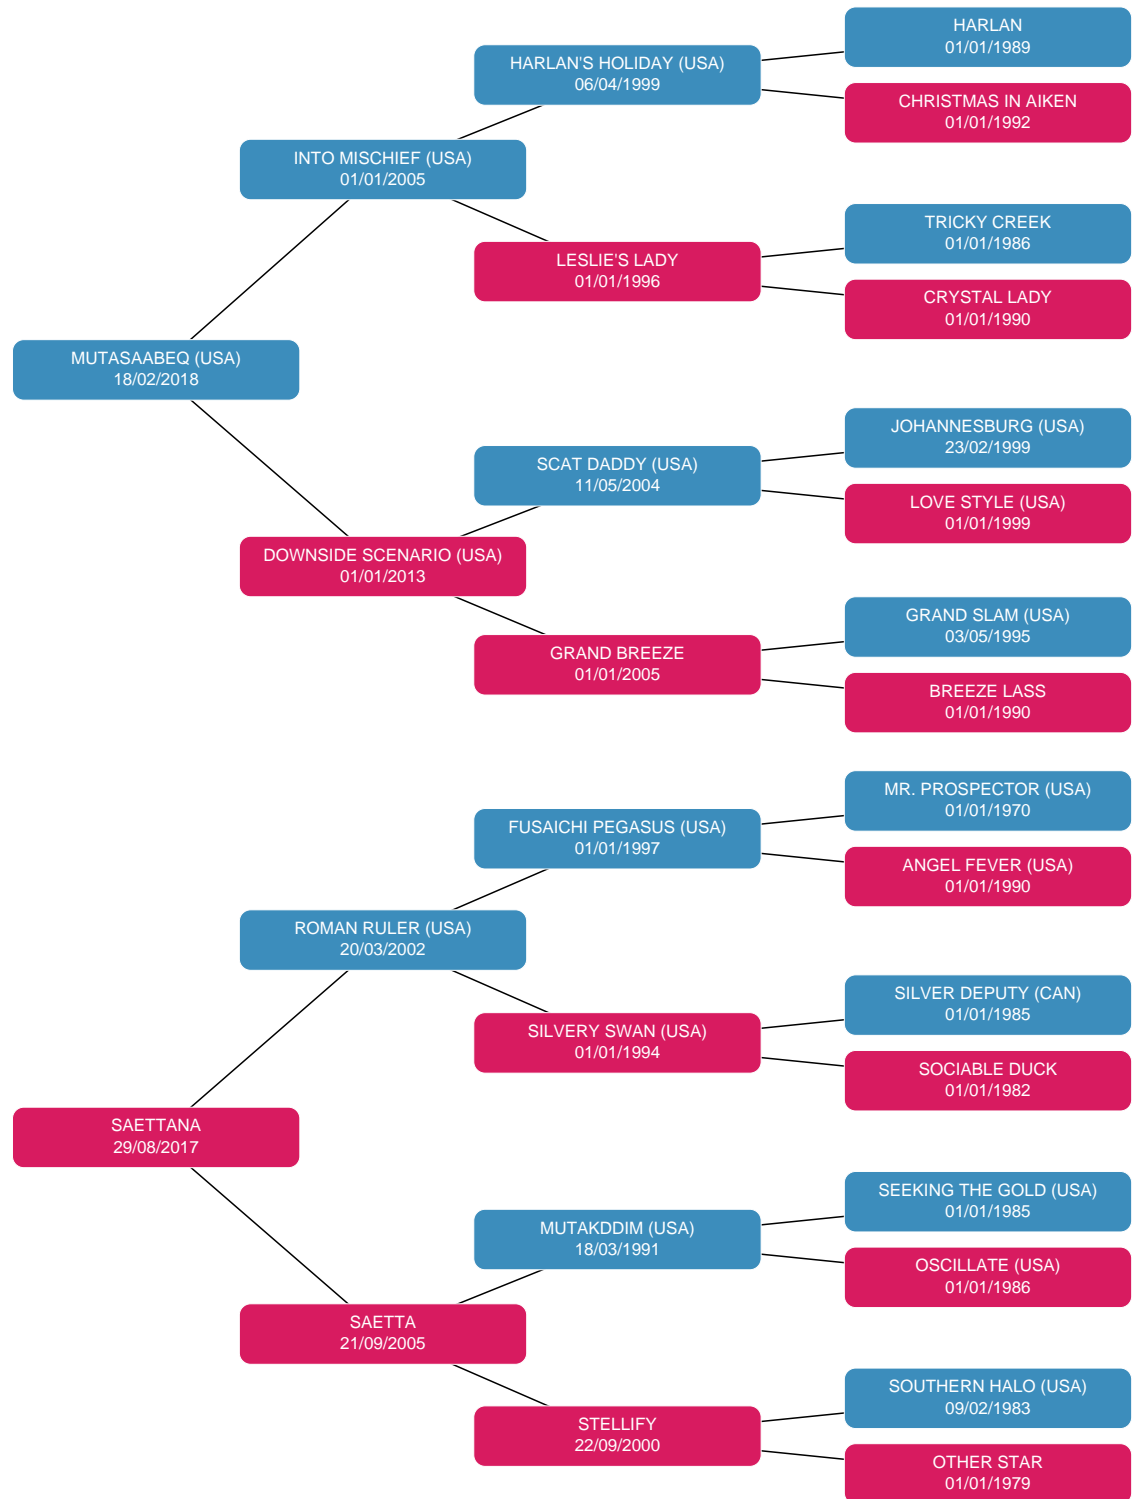 HARLAN
01/01/1989
HARLAN'S HOLIDAY (USA)
06/04/1999
CHRISTMAS IN AIKEN
01/01/1992
INTO MISCHIEF (USA)
01/01/2005
TRICKY CREEK
01/01/1986
LESLIE'S LADY
01/01/1996
CRYSTAL LADY
01/01/1990
MUTASAABEQ (USA)
18/02/2018
JOHANNESBURG (USA)
23/02/1999
SCAT DADDY (USA)
11/05/2004
LOVE STYLE (USA)
01/01/1999
DOWNSIDE SCENARIO (USA)
01/01/2013
GRAND SLAM (USA)
03/05/1995
GRAND BREEZE
01/01/2005
BREEZE LASS
01/01/1990
MR. PROSPECTOR (USA)
01/01/1970
FUSAICHI PEGASUS (USA)
01/01/1997
ANGEL FEVER (USA)
01/01/1990
ROMAN RULER (USA)
20/03/2002
SILVER DEPUTY (CAN)
01/01/1985
SILVERY SWAN (USA)
01/01/1994
SOCIABLE DUCK
01/01/1982
SAETTANA
29/08/2017
SEEKING THE GOLD (USA)
01/01/1985
MUTAKDDIM (USA)
18/03/1991
OSCILLATE (USA)
01/01/1986
SAETTA
21/09/2005
SOUTHERN HALO (USA)
09/02/1983
STELLIFY
22/09/2000
OTHER STAR
01/01/1979